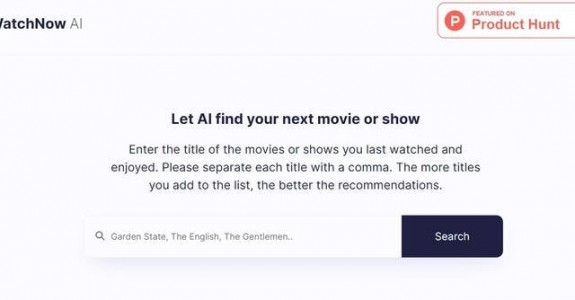 WatchNow AI
FEATURED ON
Product Hunt
Let AI find your next movie or show
Enter the title of the movies or shows you last watched and
enjoyed. Please separate each title with a comma. The more titles
you add to the list, the better the recommendations.
Garden State, The English, The Gentlemen..
Search